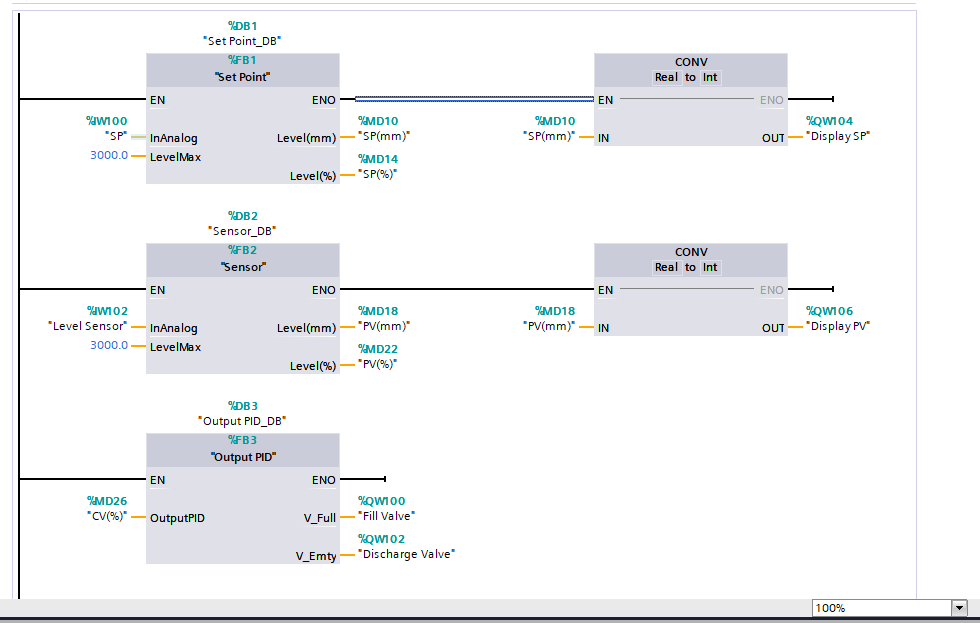 %DB1
"Set Point_DB"
%FB1
"Set Point"
CONV
Real to Int
EN ENO EN ENO
%IW100 %MD10 %MD10 %QW104
"SP" InAnalog Level(mm) "SP(mm)" "SP(mm)" IN OUT "Display SP"
3000.0 LevelMax
%MD14
Level(%) "SP(%)"
%DB2
"Sensor_DB"
%FB2
"Sensor"
CONV
Real to Int
EN ENO EN ENO
%IW102 %MD18 %MD18 %QW106
"Level Sensor" InAnalog Level(mm) "PV(mm)" "PV(mm)" IN OUT "Display PV"
3000.0 LevelMax
%MD22
Level(%) "PV(%)"
%DB3
"Output PID_DB"
%FB3
"Output PID"
EN ENO
%MD26 %QW100
"CV(%)" OutputPID V_Full "Fill Valve"
%QW102
V_Emty "Discharge Valve"
100%